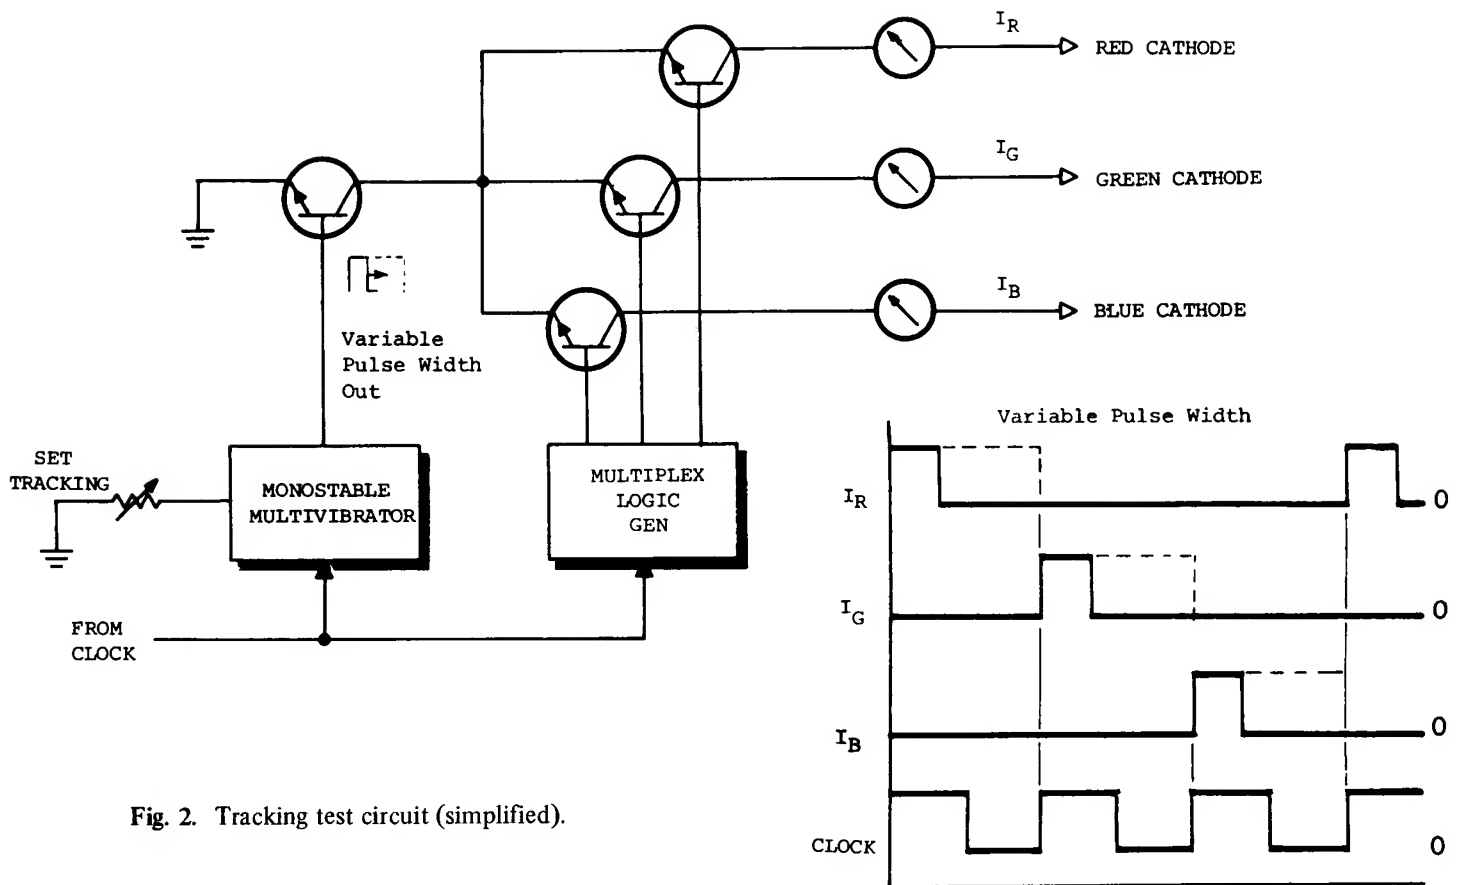 I_R
RED CATHODE
I_G
GREEN CATHODE
I_B
BLUE CATHODE
Variable
Pulse Width
Out
SET
TRACKING
MONOSTABLE
MULTIVIBRATOR
MULTIPLEX
LOGIC
GEN
FROM
CLOCK
Variable Pulse Width
I_R 0
I_G 0
I_B 0
CLOCK 0
Fig. 2. Tracking test circuit (simplified).